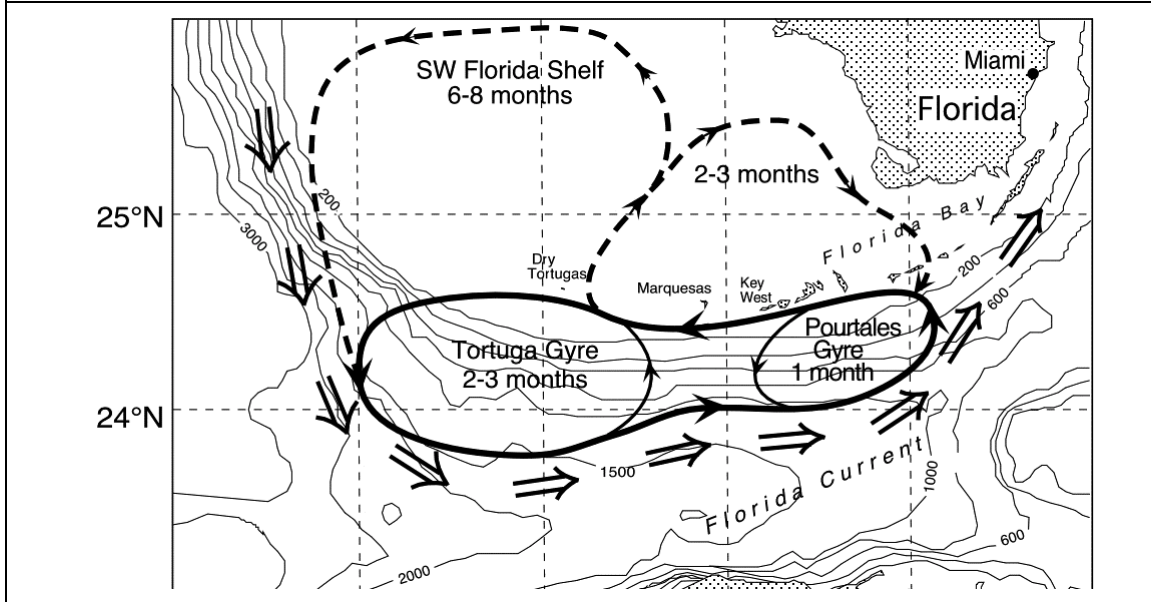 Miami
SW Florida Shelf
6-8 months
Florida
2-3 months
200
25°N
3000
Florida Bay
Dry
Tortugas
Marquesas
Key
West
200
600
Pourtales
Gyre
1 month
Tortuga Gyre
2-3 months
24°N
1500
Florida Current
1000
600
2000